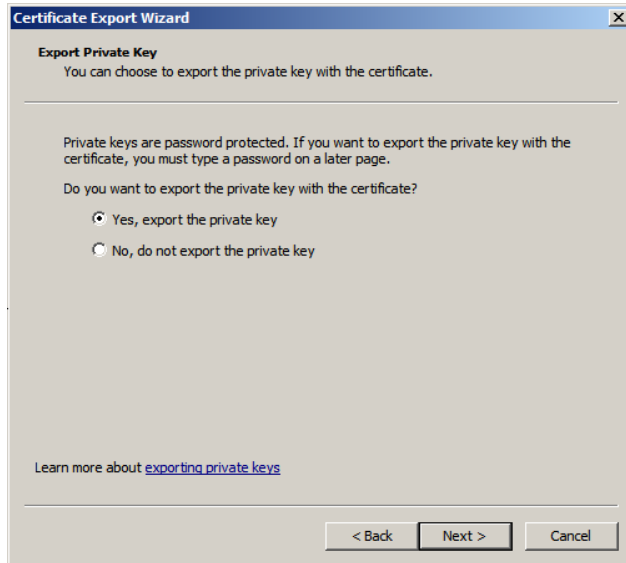 Certificate Export Wizard
Export Private Key
You can choose to export the private key with the certificate.
Private keys are password protected. If you want to export the private key with the
certificate, you must type a password on a later page.
Do you want to export the private key with the certificate?
Yes, export the private key
No, do not export the private key
Learn more about exporting private keys
< Back Next > Cancel